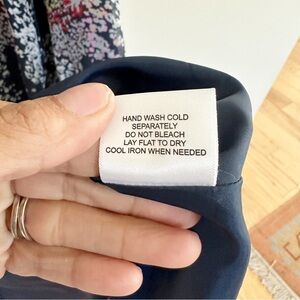 HAND WASH COLD
SEPARATELY
DO NOT BLEACH
LAY FLAT TO DRY
COOL IRON WHEN NEEDED